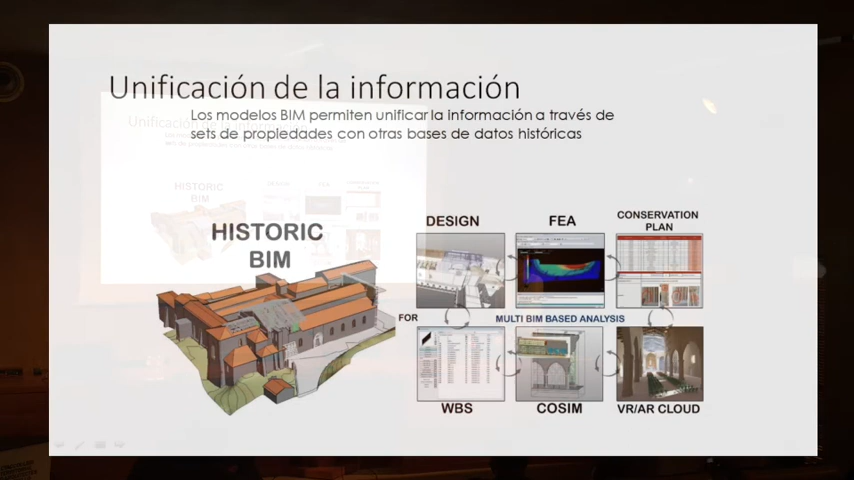 Unificación de la información
Los modelos BIM permiten unificar la información a través de
sets de propiedades con otras bases de datos históricas
HISTORIC
BIM
DESIGN
FEA
CONSERVATION
PLAN
FOR
MULTI BIM BASED ANALYSIS
WBS
COSIM
VR/AR CLOUD